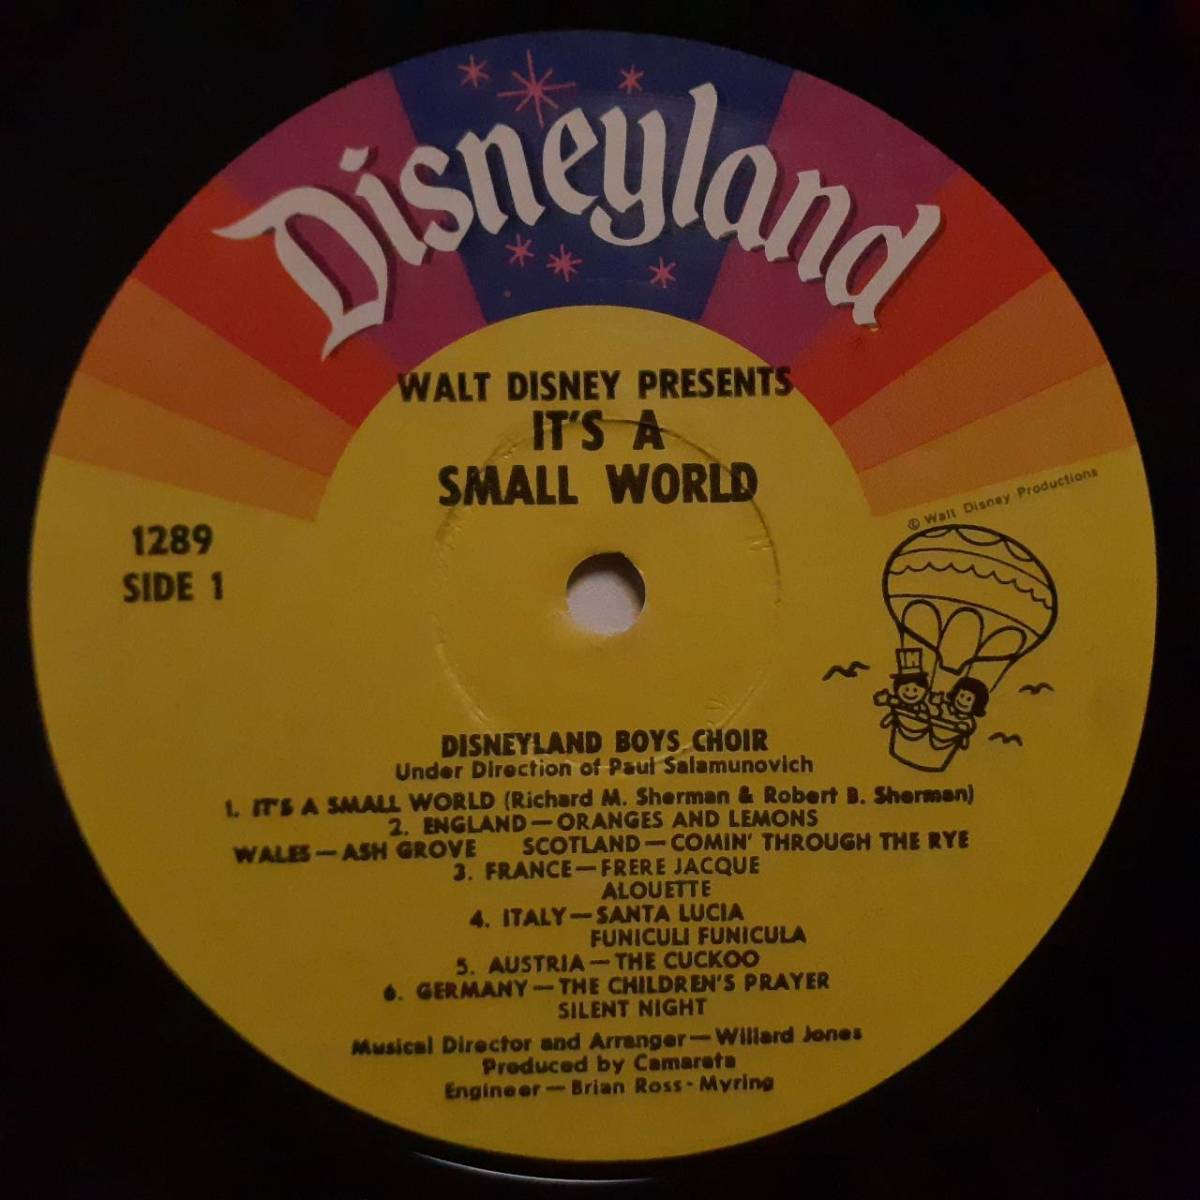 Disneyland
WALT DISNEY PRESENTS
IT'S A
SMALL WORLD
© Walt Disney Productions
1289
SIDE 1
DISNEYLAND BOYS CHOIR
Under Direction of Paul Salamunovich
1. IT'S A SMALL WORLD (Richard M. Sherman & Robert B. Sherman)
2. ENGLAND—ORANGES AND LEMONS
WALES—ASH GROVE SCOTLAND—COMIN' THROUGH THE RYE
3. FRANCE—FRERE JACQUE
ALOUETTE
4. ITALY—SANTA LUCIA
FUNICULI FUNICULA
5. AUSTRIA—THE CUCKOO
6. GERMANY—THE CHILDREN'S PRAYER
SILENT NIGHT
Musical Director and Arranger—Willard Jones
Produced by Camarata
Engineer—Brian Ross-Myring